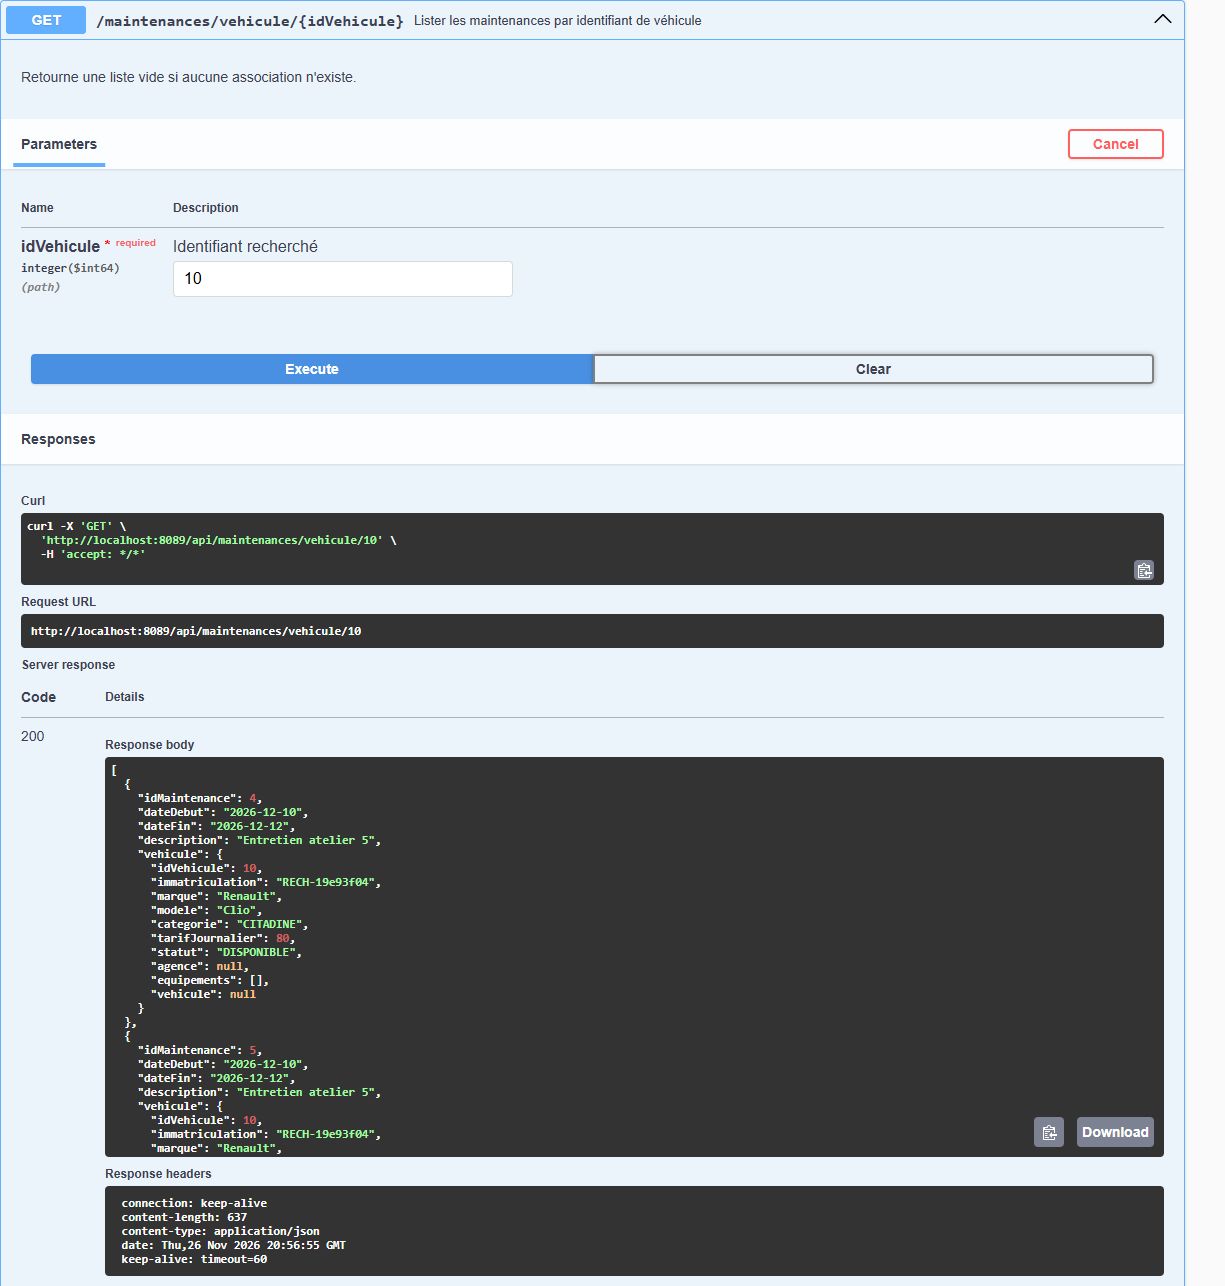 GET /maintenances/vehicule/{idVehicule} Lister les maintenances par identifiant de véhicule
Retourne une liste vide si aucune association n'existe.
Parameters Cancel
Name Description
idVehicule * required Identifiant recherché
integer($int64)
(path)
10
Execute Clear
Responses
Curl
curl -X 'GET' \
  'http://localhost:8089/api/maintenances/vehicule/10' \
  -H 'accept: */*'
Request URL
http://localhost:8089/api/maintenances/vehicule/10
Server response
Code Details
200
Response body
[
  {
    "idMaintenance": 4,
    "dateDebut": "2026-12-10",
    "dateFin": "2026-12-12",
    "description": "Entretien atelier 5",
    "vehicule": {
      "idVehicule": 10,
      "immatriculation": "RECH-19e93f04",
      "marque": "Renault",
      "modele": "Clio",
      "categorie": "CITADINE",
      "tarifJournalier": 80,
      "statut": "DISPONIBLE",
      "agence": null,
      "equipements": [],
      "vehicule": null
    }
  },
  {
    "idMaintenance": 5,
    "dateDebut": "2026-12-10",
    "dateFin": "2026-12-12",
    "description": "Entretien atelier 5",
    "vehicule": {
      "idVehicule": 10,
      "immatriculation": "RECH-19e93f04",
      "marque": "Renault",
Download
Response headers
connection: keep-alive
content-length: 637
content-type: application/json
date: Thu,26 Nov 2026 20:56:55 GMT
keep-alive: timeout=60